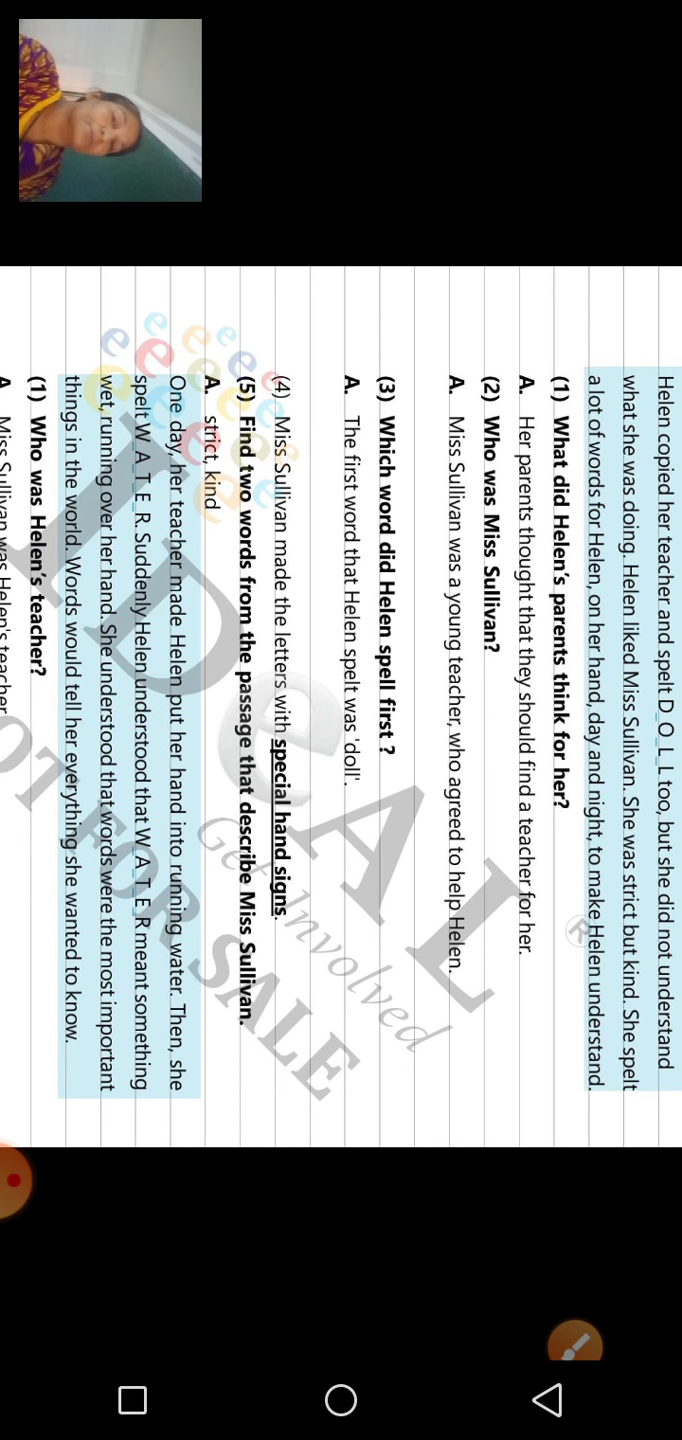 Helen copied her teacher and spelt D_O_L_L too, but she did not understand
what she was doing. Helen liked Miss Sullivan. She was strict but kind. She spelt
a lot of words for Helen, on her hand, day and night, to make Helen understand.
(1) What did Helen's parents think for her?
A. Her parents thought that they should find a teacher for her.
(2) Who was Miss Sullivan?
A. Miss Sullivan was a young teacher, who agreed to help Helen.
(3) Which word did Helen spell first ?
A. The first word that Helen spelt was 'doll'.
(4) Miss Sullivan made the letters with special hand signs.
(5) Find two words from the passage that describe Miss Sullivan.
A. strict, kind
One day, her teacher made Helen put her hand into running water. Then, she
spelt W_A_T_E_R. Suddenly Helen understood that W_A_T_E_R meant something
wet, running over her hand. She understood that words were the most important
things in the world. Words would tell her everything she wanted to know.
(1) Who was Helen's teacher?
A. Miss Sullivan was Helen's teacher.
IDeAL
®
Get Involved
NOT FOR SALE